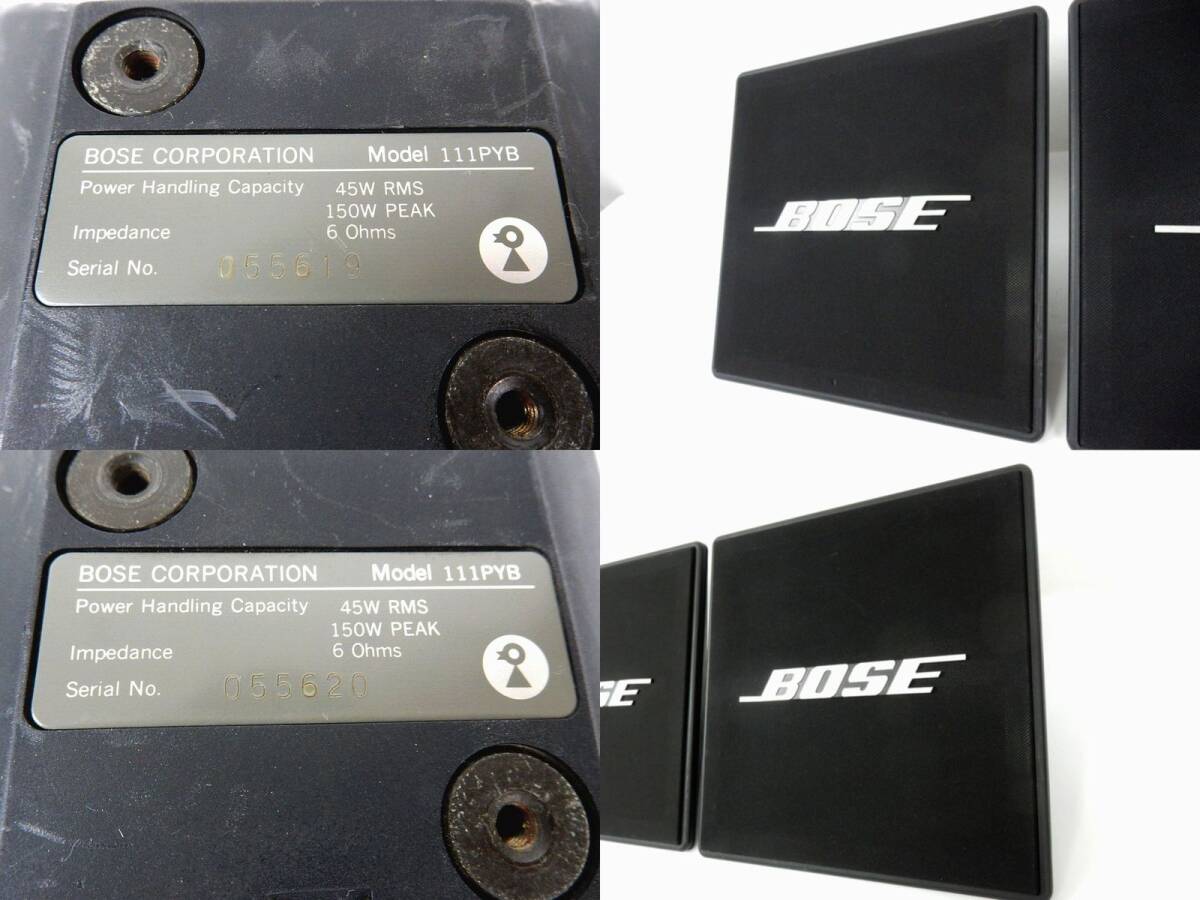 BOSE CORPORATION Model 111PYB
Power Handling Capacity 45W RMS
150W PEAK
Impedance 6 Ohms
Serial No. 055619
BOSE
BOSE CORPORATION Model 111PYB
Power Handling Capacity 45W RMS
150W PEAK
Impedance 6 Ohms
Serial No. 055620
SE
BOSE